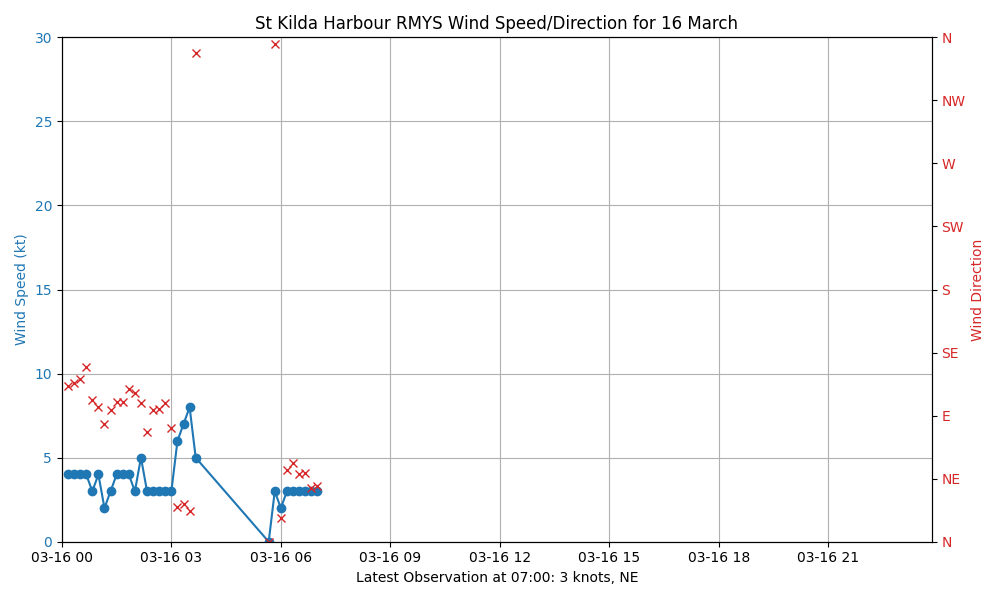 St Kilda Harbour RMYS Wind Speed/Direction for 16 March
30
25
20
15
10
5
0
Wind Speed (kt)
N
NW
W
SW
S
SE
E
NE
N
Wind Direction
03-16 00
03-16 03
03-16 06
03-16 09
03-16 12
03-16 15
03-16 18
03-16 21
Latest Observation at 07:00: 3 knots, NE